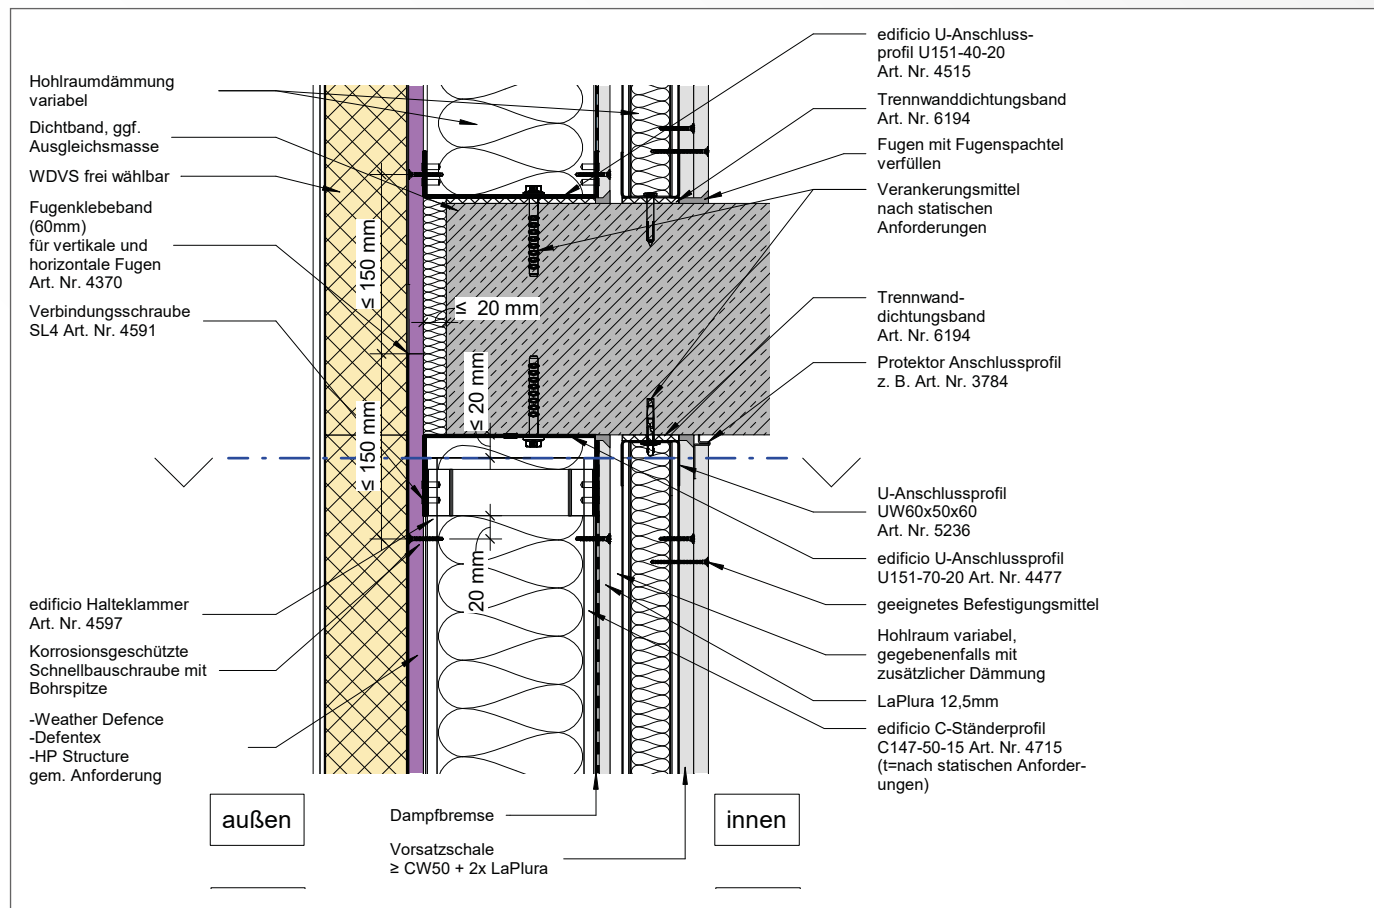 Hohlraumdämmung
variabel
Dichtband, ggf.
Ausgleichsmasse
WDVS frei wählbar
Fugenklebeband
(60mm)
für vertikale und
horizontale Fugen
Art. Nr. 4370
Verbindungsschraube
SL4 Art. Nr. 4591
edificio Halteklammer
Art. Nr. 4597
Korrosionsgeschützte
Schnellbauschraube mit
Bohrspitze
-Weather Defence
-Defentex
-HP Structure
gem. Anforderung
≤ 150 mm
≤ 20 mm
≤ 20 mm
≤ 150 mm
20 mm
edificio U-Anschluss-
profil U151-40-20
Art. Nr. 4515
Trennwanddichtungsband
Art. Nr. 6194
Fugen mit Fugenspachtel
verfüllen
Verankerungsmittel
nach statischen
Anforderungen
Trennwand-
dichtungsband
Art. Nr. 6194
Protektor Anschlussprofil
z. B. Art. Nr. 3784
U-Anschlussprofil
UW60x50x60
Art. Nr. 5236
edificio U-Anschlussprofil
U151-70-20 Art. Nr. 4477
geeignetes Befestigungsmittel
Hohlraum variabel,
gegebenenfalls mit
zusätzlicher Dämmung
LaPlura 12,5mm
edificio C-Ständerprofil
C147-50-15 Art. Nr. 4715
(t=nach statischen Anforder-
ungen)
außen
Dampfbremse
Vorsatzschale
≥ CW50 + 2x LaPlura
innen